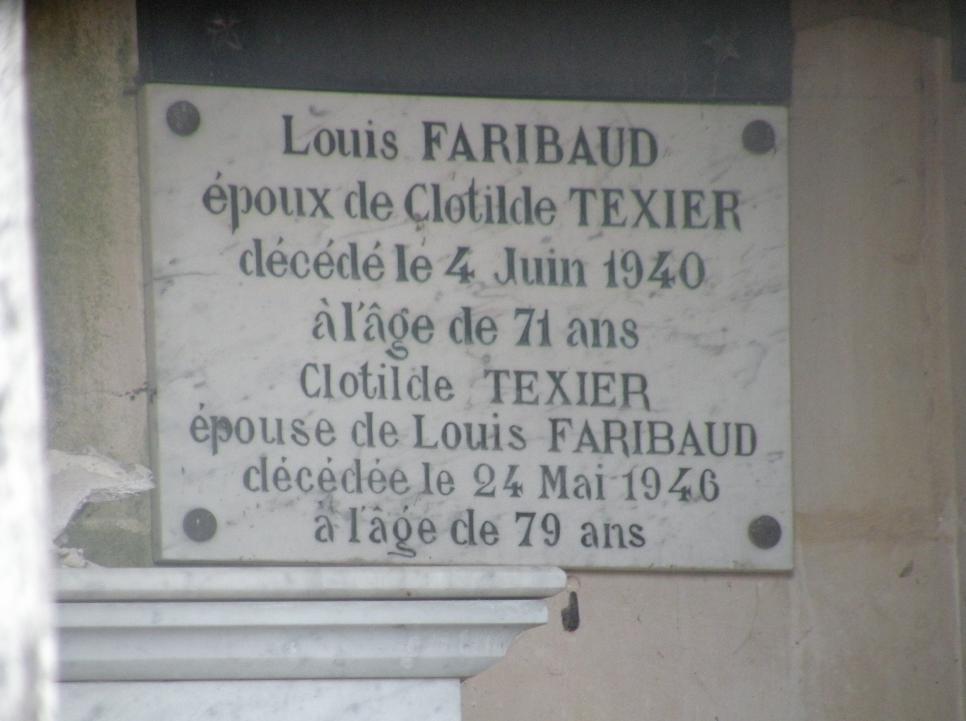 Louis FARIBAUD
époux de Clotilde TEXIER
décédé le 4 Juin 1940
à l'âge de 71 ans
Clotilde TEXIER
épouse de Louis FARIBAUD
décédée le 24 Mai 1946
à l'âge de 79 ans